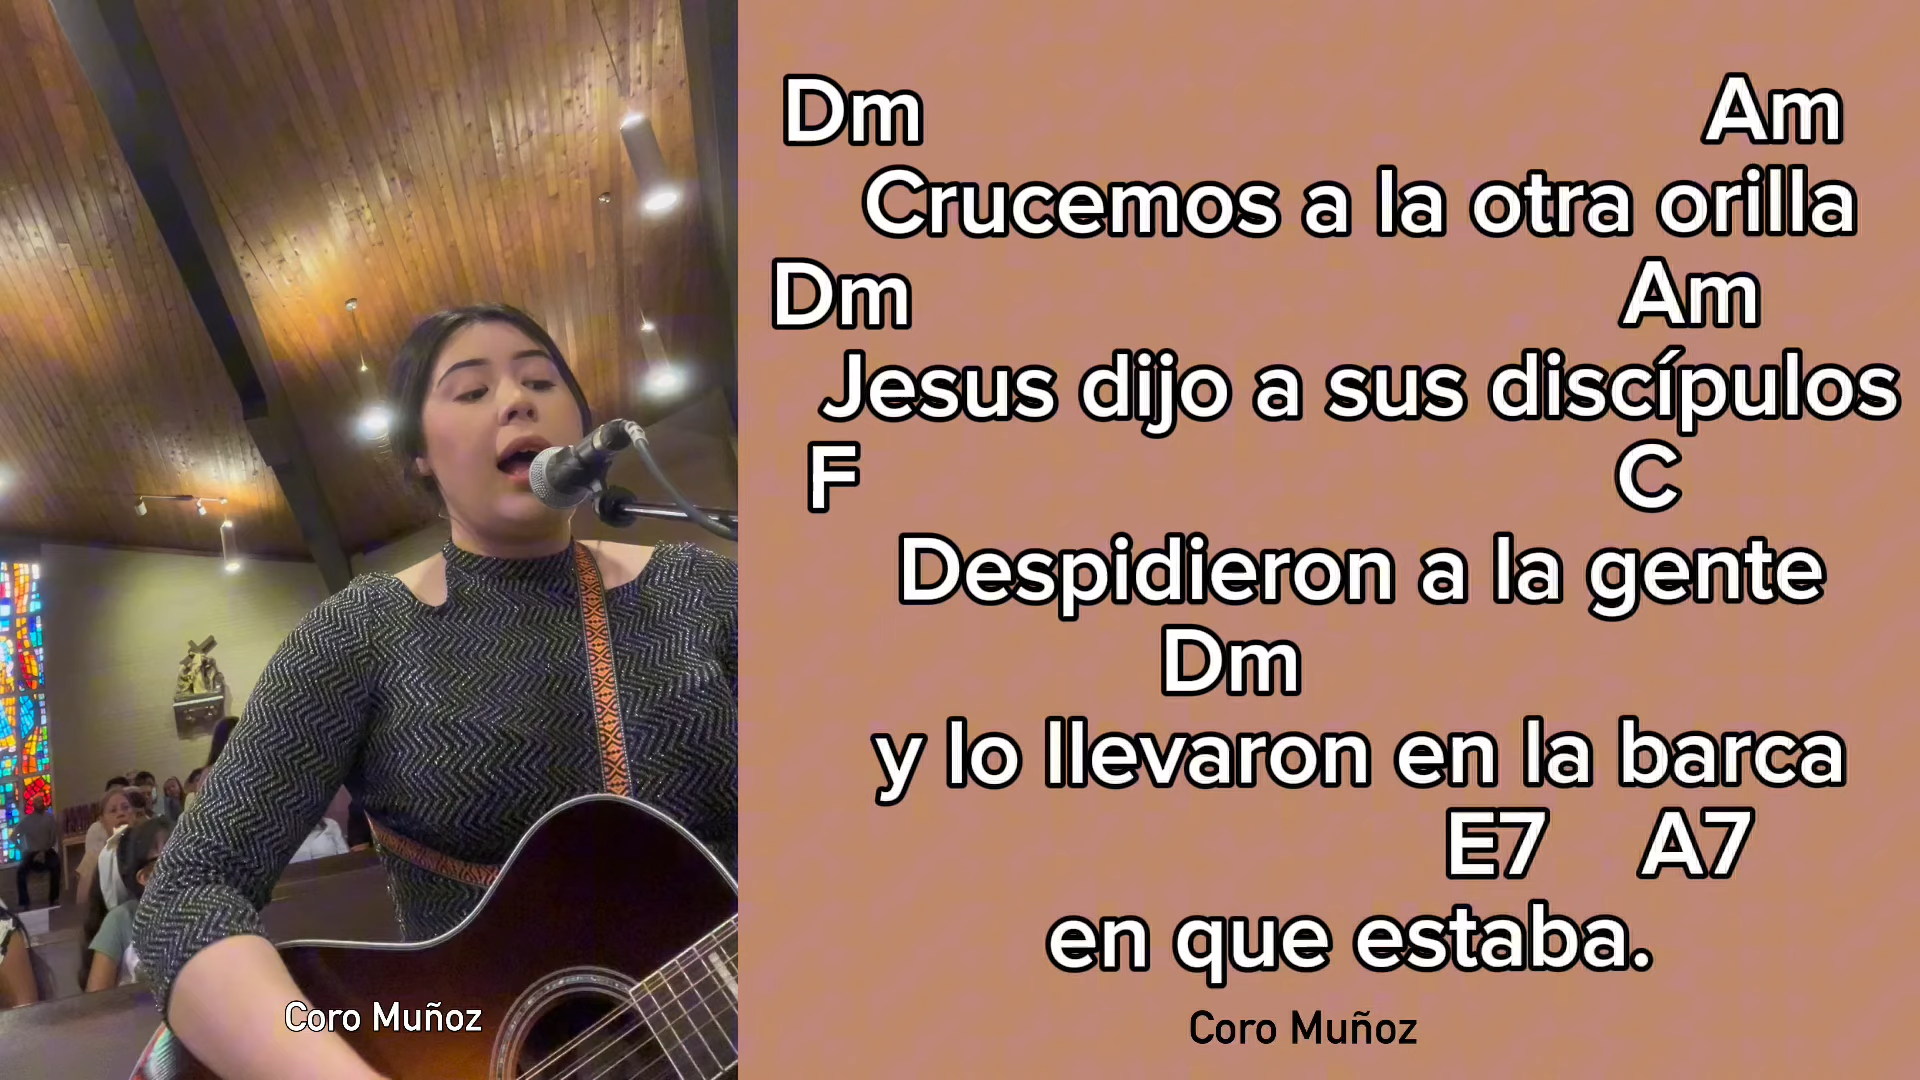 Dm Am
Crucemos a la otra orilla
Dm Am
Jesus dijo a sus discípulos
F C
Despidieron a la gente
Dm
y lo llevaron en la barca
E7 A7
en que estaba.
Coro Muñoz
Coro Muñoz